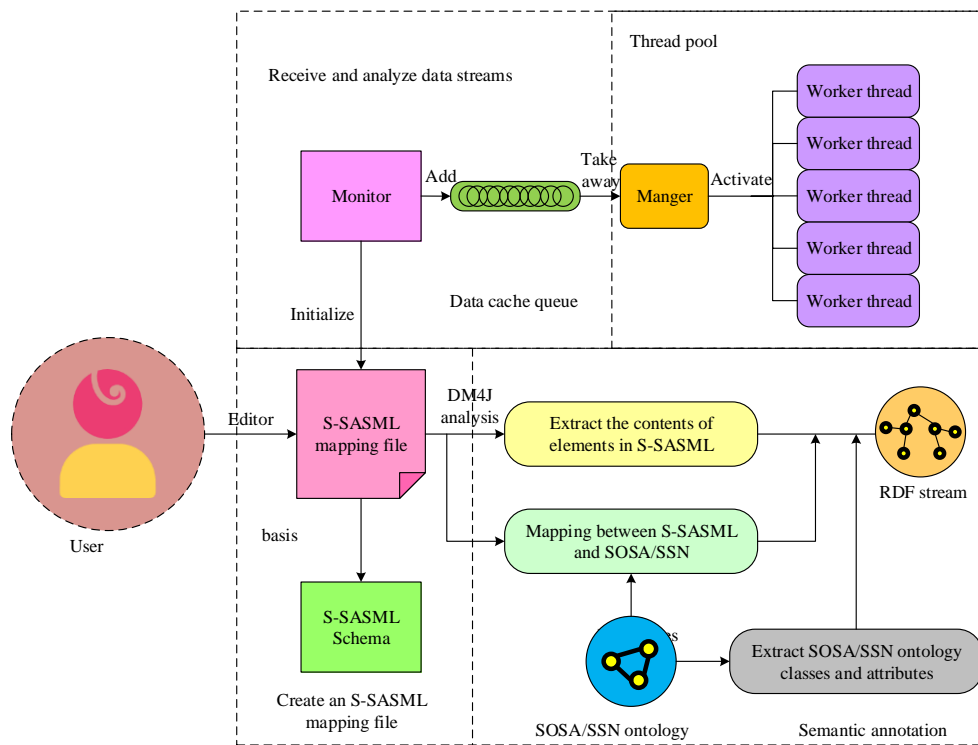 Thread pool
Receive and analyze data streams
Worker thread
Worker thread
Worker thread
Worker thread
Worker thread
Monitor
Add
Take
away
Manger
Activate
Data cache queue
Initialize
User
Editor
S-SASML
mapping file
DM4J
analysis
Extract the contents of
elements in S-SASML
RDF stream
basis
Mapping between S-SASML
and SOSA/SSN
S-SASML
Schema
Create an S-SASML
mapping file
SOSA/SSN ontology
Extract SOSA/SSN ontology
classes and attributes
Semantic annotation